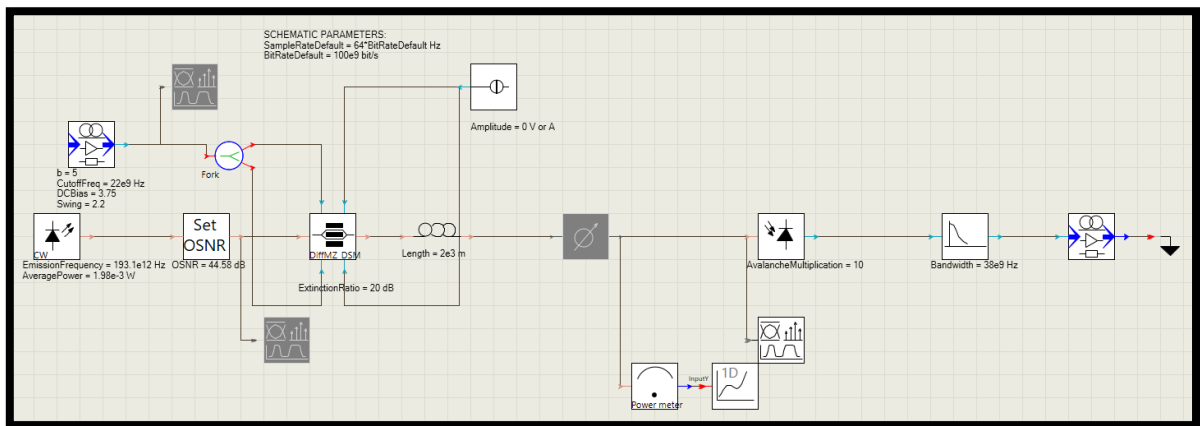 SCHEMATIC PARAMETERS:
SampleRateDefault = 64*BitRateDefault Hz
BitRateDefault = 100e9 bit/s
Amplitude = 0 V or A
b = 5
CutoffFreq = 22e9 Hz
DCBias = 3.75
Swing = 2.2
Fork
Set
OSNR
CW
DiffMZ_DSM
EmissionFrequency = 193.1e12 Hz
AveragePower = 1.98e-3 W
OSNR = 44.58 dB
Length = 2e3 m
ExtinctionRatio = 20 dB
AvalancheMultiplication = 10
Bandwidth = 38e9 Hz
InputY
1D
Power meter